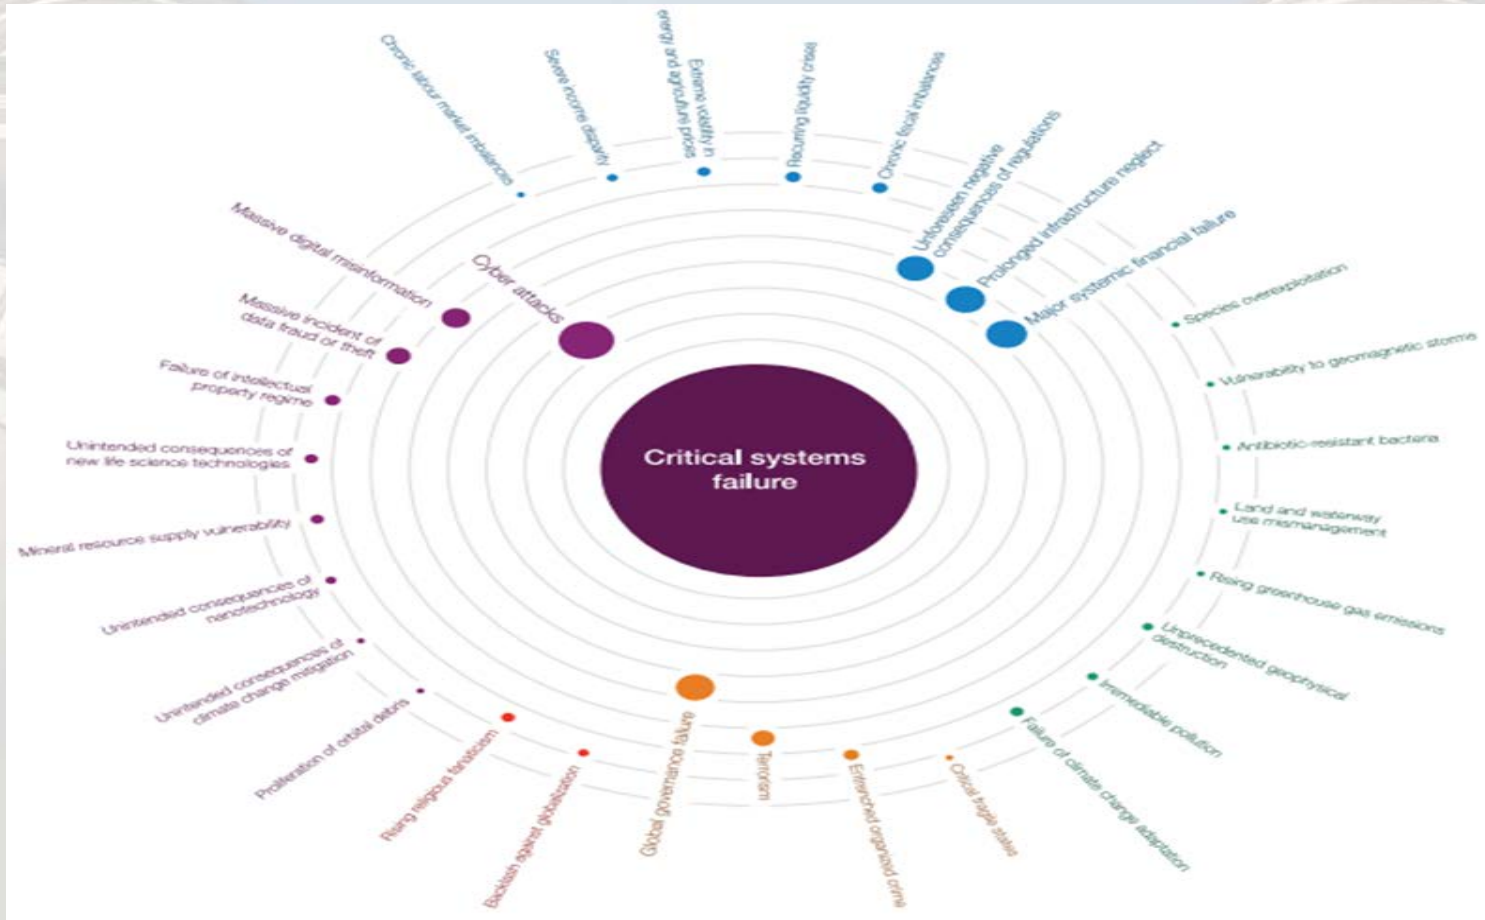 Critical systems
failure
Chronic labour market imbalances
Severe income disparity
Extreme volatility in
energy and agriculture prices
Recurring liquidity crises
Chronic fiscal imbalances
Unforeseen negative
consequences of regulations
Prolonged infrastructure neglect
Major systemic financial failure
Species overexploitation
Vulnerability to geomagnetic storms
Antibiotic-resistant bacteria
Land and waterway
use mismanagement
Rising greenhouse gas emissions
Unprecedented geophysical
destruction
Irremediable pollution
Failure of climate change adaptation
Critical fragile states
Entrenched organized crime
Terrorism
Global governance failure
Backlash against globalization
Rising religious fanaticism
Proliferation of orbital debris
Unintended consequences of
climate change mitigation
Unintended consequences of
nanotechnology
Mineral resource supply vulnerability
Unintended consequences of
new life science technologies
Failure of intellectual
property regime
Massive incident of
data fraud or theft
Massive digital misinformation
Cyber attacks